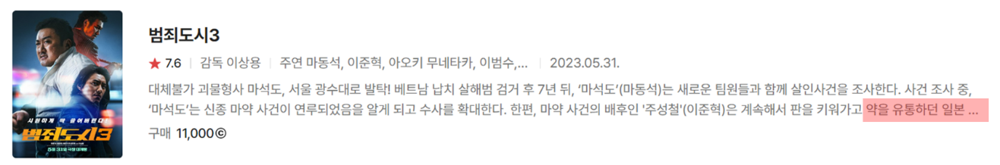 범죄도시3
★ 7.6 | 감독 이상용 | 주연 마동석, 이준혁, 아오키 무네타카, 이범수,... | 2023.05.31.
대체불가 괴물형사 마석도, 서울 광수대로 발탁! 베트남 납치 살해범 검거 후 7년 뒤, ‘마석도’(마동석)는 새로운 팀원들과 함께 살인사건을 조사한다. 사건 조사 중,
‘마석도’는 신종 마약 사건이 연루되었음을 알게 되고 수사를 확대한다. 한편, 마약 사건의 배후인 '주성철'(이준혁)은 계속해서 판을 키워가고 약을 유통하던 일본 ...
구매 11,000ⓒ
시원하게 싹 쓸어버린다!
범죄도시3
5월 31일 극장 대개봉